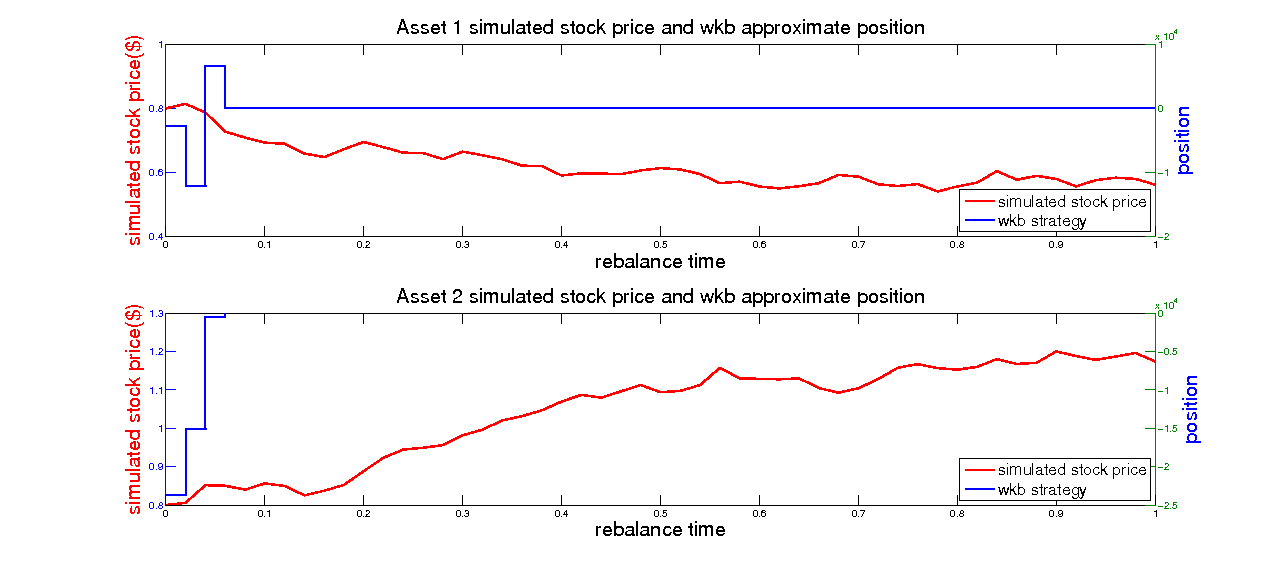 Asset 1 simulated stock price and wkb approximate position
x 10^4
simulated stock price($)
1
0.8
0.6
0.4
1
0
-1
-2
position
simulated stock price
wkb strategy
0 0.1 0.2 0.3 0.4 0.5 0.6 0.7 0.8 0.9 1
rebalance time
Asset 2 simulated stock price and wkb approximate position
x 10^4
simulated stock price($)
1.3
1.2
1.1
1
0.9
0.8
0
-0.5
-1
-1.5
-2
-2.5
position
simulated stock price
wkb strategy
0 0.1 0.2 0.3 0.4 0.5 0.6 0.7 0.8 0.9 1
rebalance time